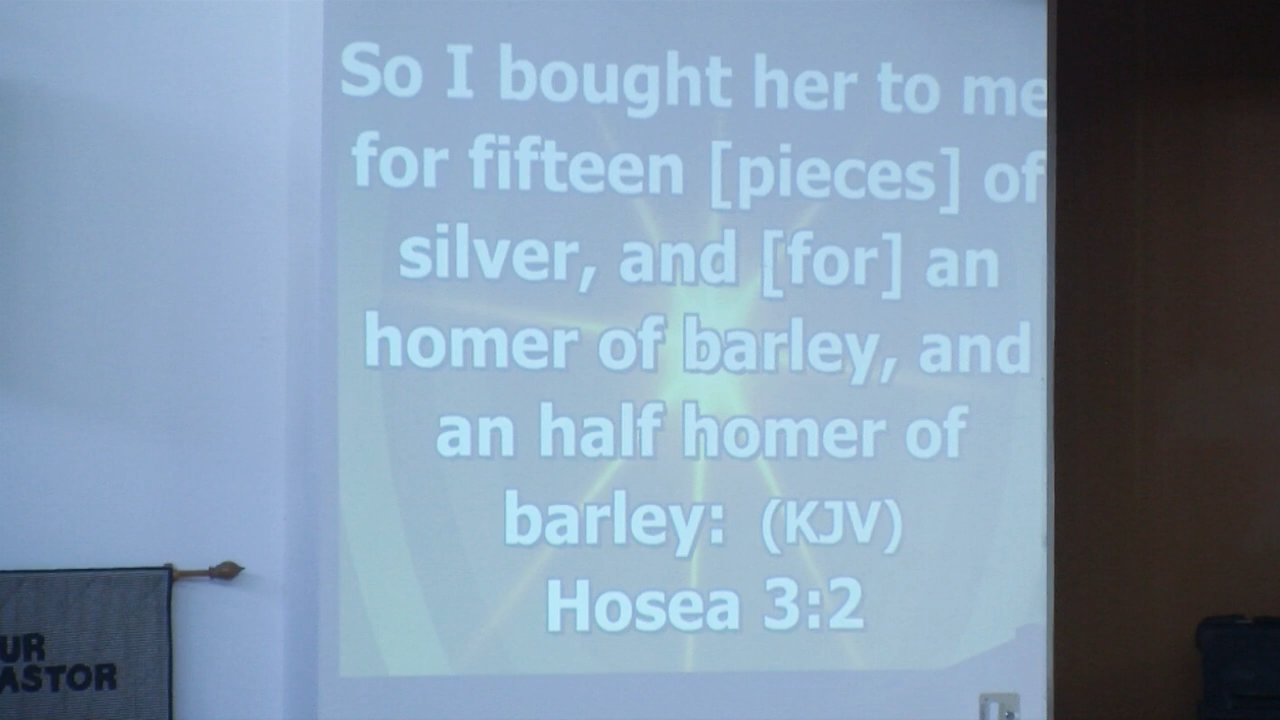 So I bought her to me
for fifteen [pieces] of
silver, and [for] an
homer of barley, and
an half homer of
barley: (KJV)
Hosea 3:2
UR
ASTOR